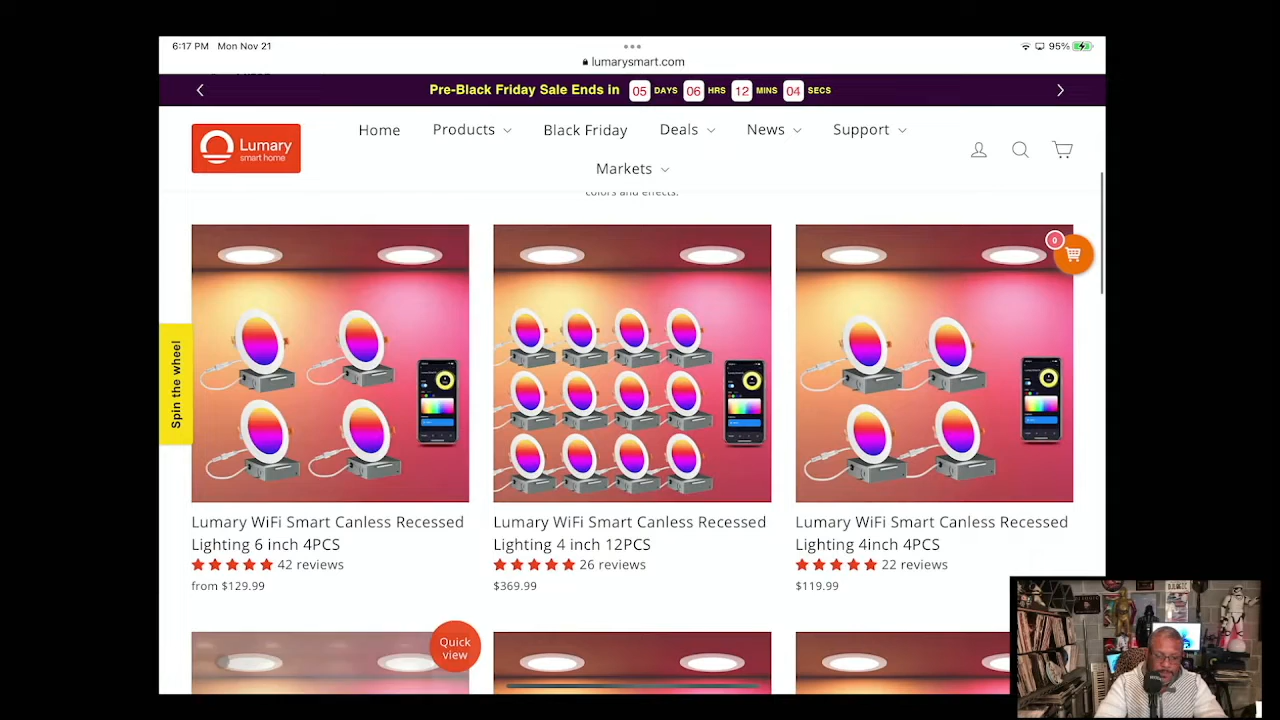 6:17 PM Mon Nov 21
95%
lumarysmart.com
Pre-Black Friday Sale Ends in 05 DAYS 06 HRS 12 MINS 04 SECS
Lumary
smart home
Home Products Black Friday Deals News Support
Markets
colors and effects.
0
Spin the wheel
Lumary WiFi Smart Canless Recessed
Lighting 6 inch 4PCS
42 reviews
from $129.99
Lumary WiFi Smart Canless Recessed
Lighting 4 inch 12PCS
26 reviews
$369.99
Lumary WiFi Smart Canless Recessed
Lighting 4inch 4PCS
22 reviews
$119.99
Quick
view